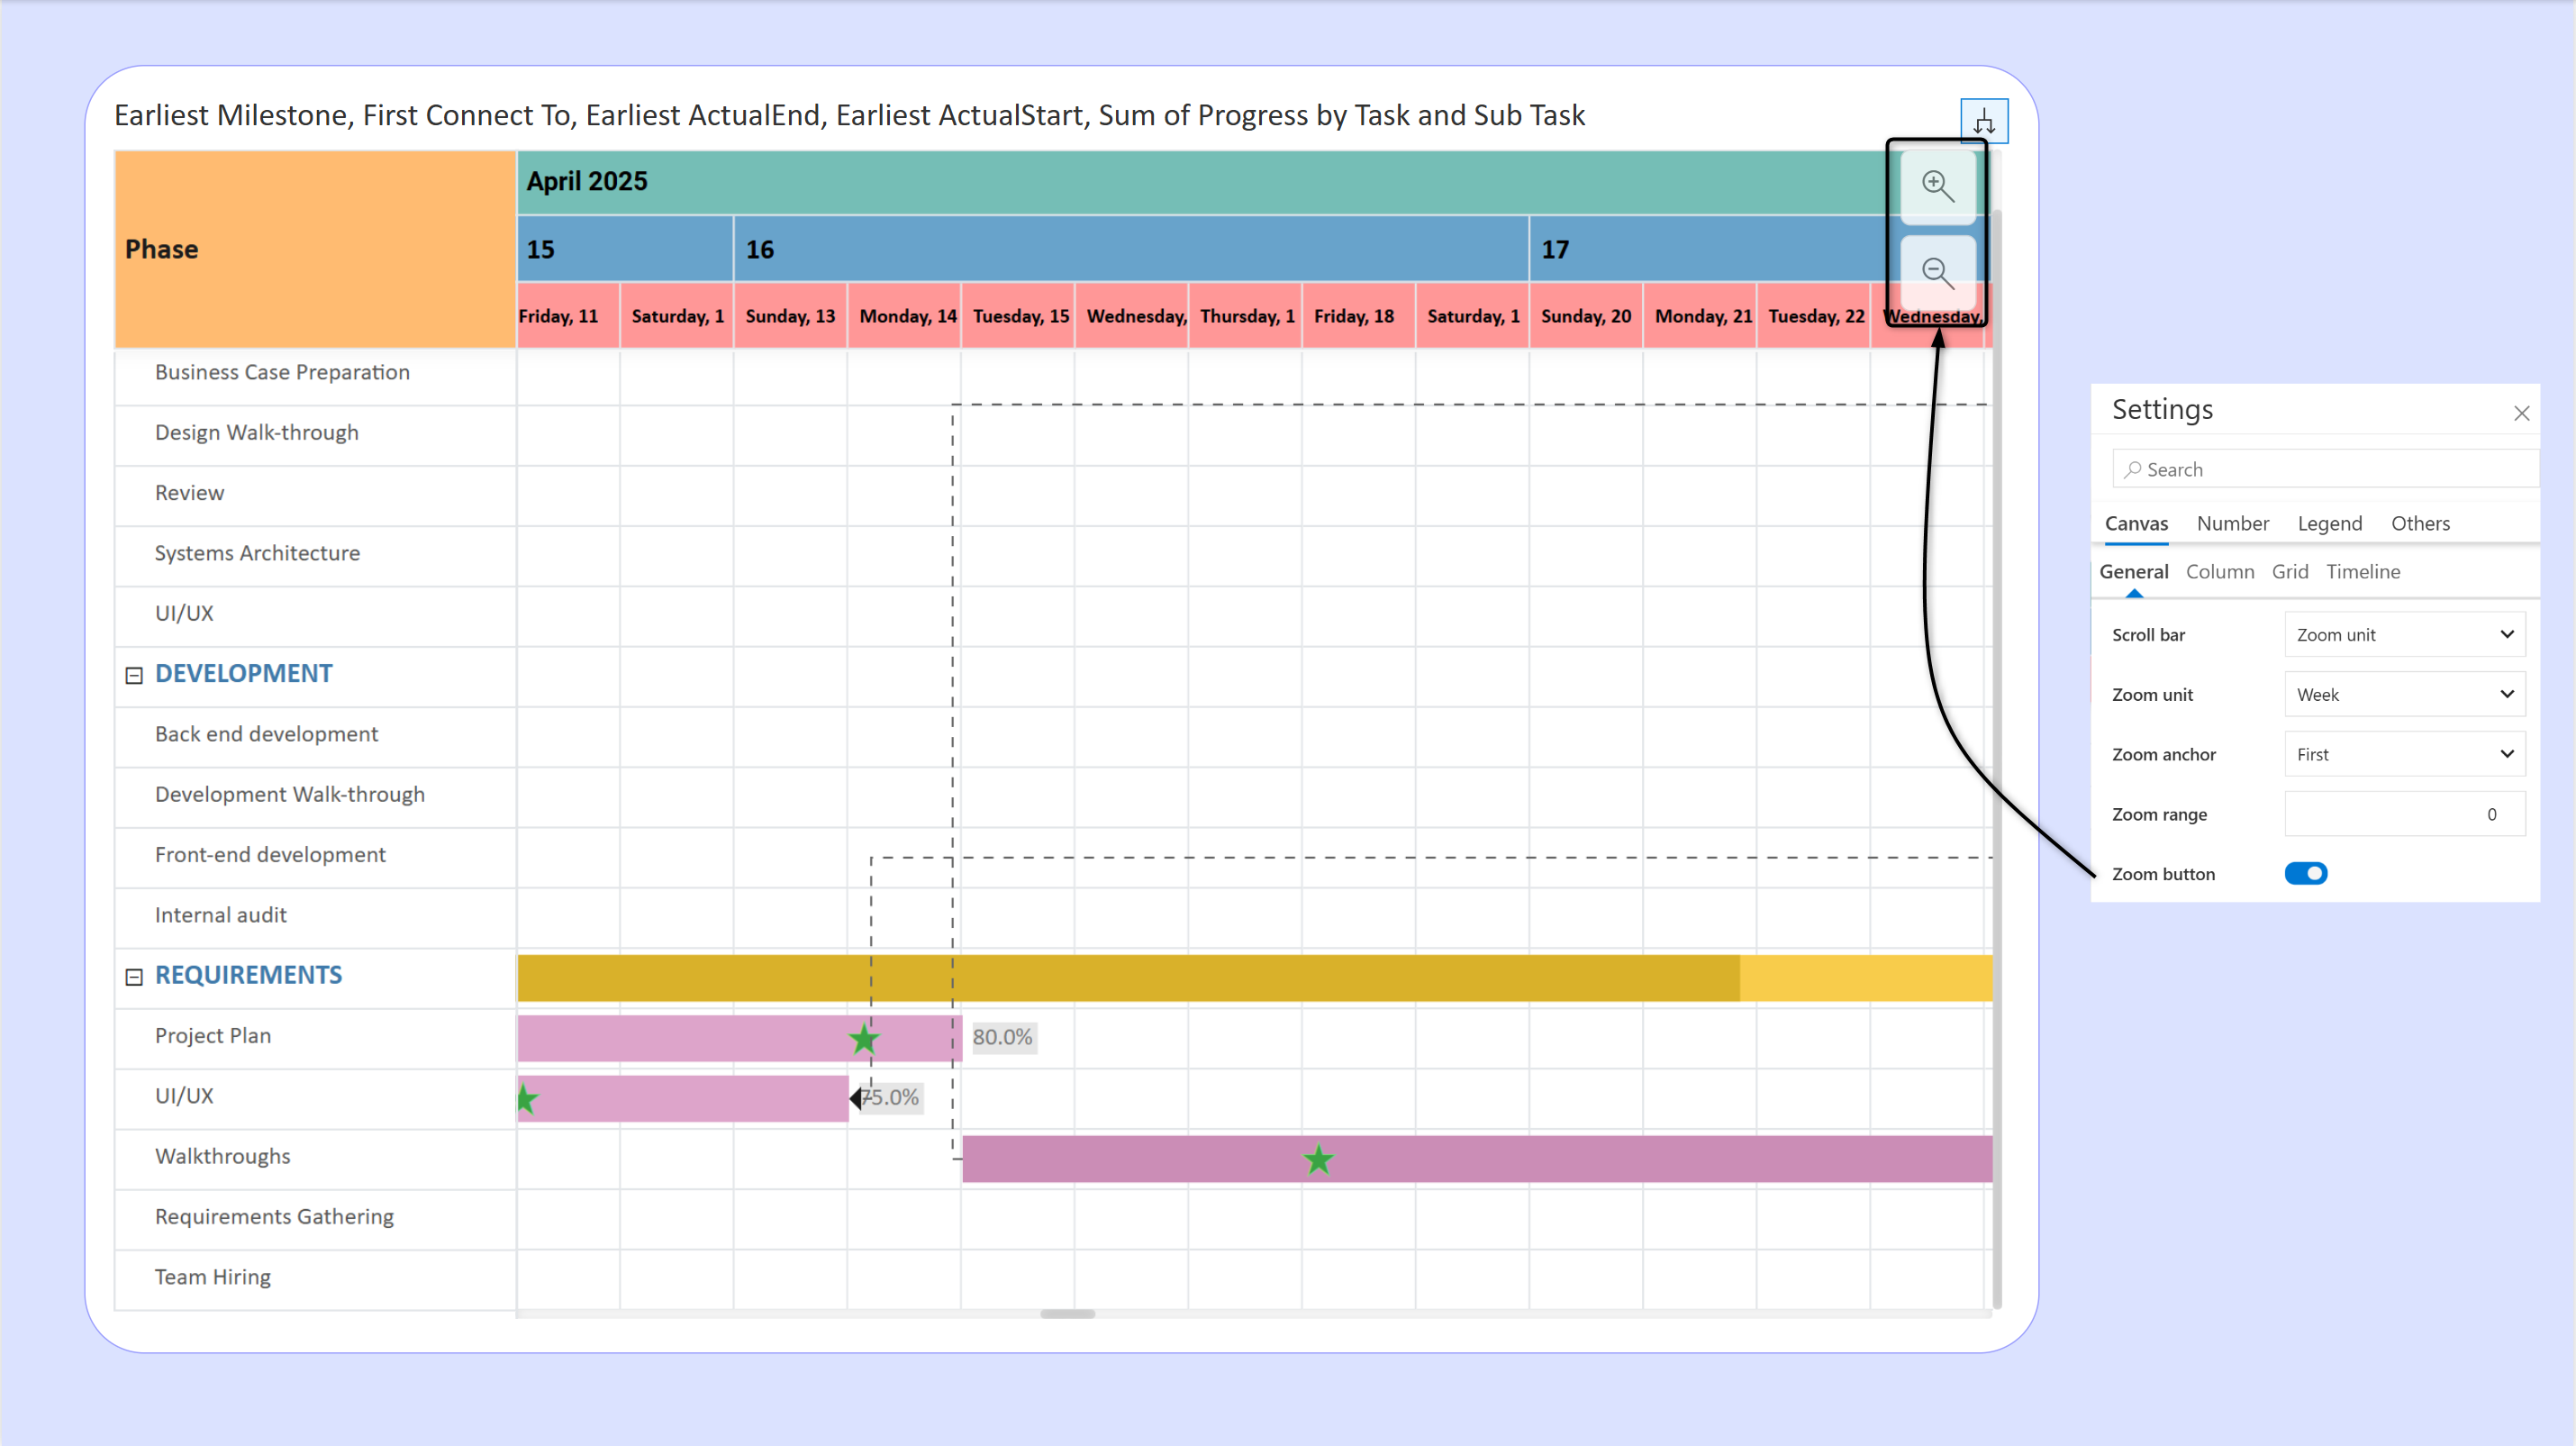 Earliest Milestone, First Connect To, Earliest ActualEnd, Earliest ActualStart, Sum of Progress by Task and Sub Task
Phase
April 2025
15 16 17
Friday, 11 Saturday, 1 Sunday, 13 Monday, 14 Tuesday, 15 Wednesday, Thursday, 1 Friday, 18 Saturday, 1 Sunday, 20 Monday, 21 Tuesday, 22 Wednesday,
Business Case Preparation
Design Walk-through
Review
Systems Architecture
UI/UX
DEVELOPMENT
Back end development
Development Walk-through
Front-end development
Internal audit
REQUIREMENTS
Project Plan 80.0%
UI/UX 75.0%
Walkthroughs
Requirements Gathering
Team Hiring
Settings
Search
Canvas Number Legend Others
General Column Grid Timeline
Scroll bar Zoom unit
Zoom unit Week
Zoom anchor First
Zoom range 0
Zoom button